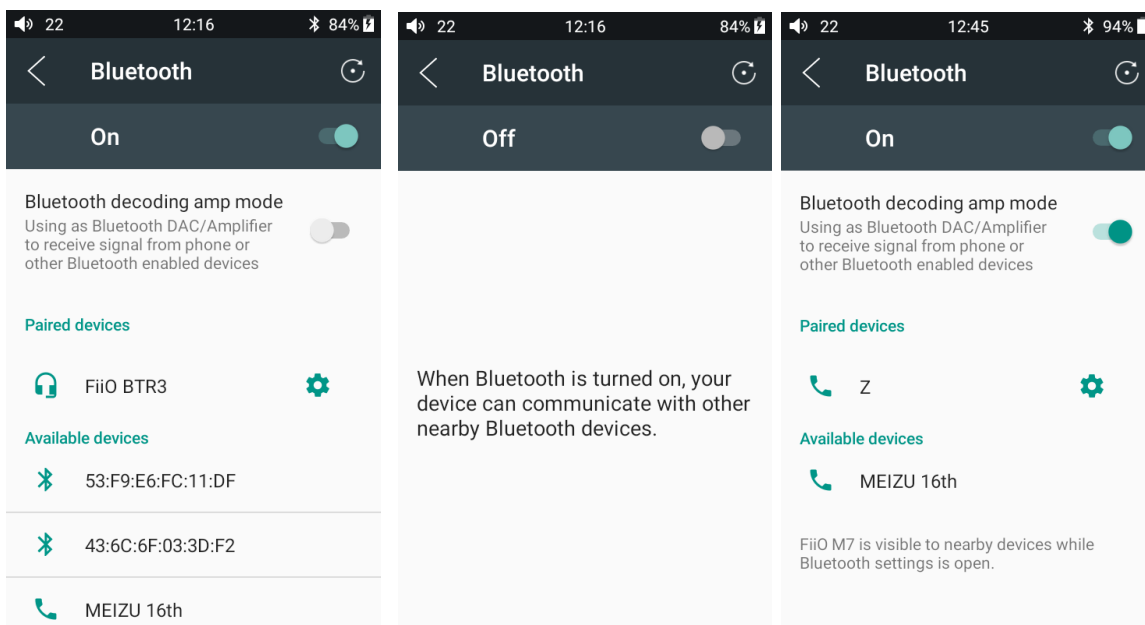 22 12:16 84%
Bluetooth
On
Bluetooth decoding amp mode
Using as Bluetooth DAC/Amplifier
to receive signal from phone or
other Bluetooth enabled devices
Paired devices
FiiO BTR3
Available devices
53:F9:E6:FC:11:DF
43:6C:6F:03:3D:F2
MEIZU 16th
22 12:16 84%
Bluetooth
Off
When Bluetooth is turned on, your
device can communicate with other
nearby Bluetooth devices.
22 12:45 94%
Bluetooth
On
Bluetooth decoding amp mode
Using as Bluetooth DAC/Amplifier
to receive signal from phone or
other Bluetooth enabled devices
Paired devices
Z
Available devices
MEIZU 16th
FiiO M7 is visible to nearby devices while
Bluetooth settings is open.